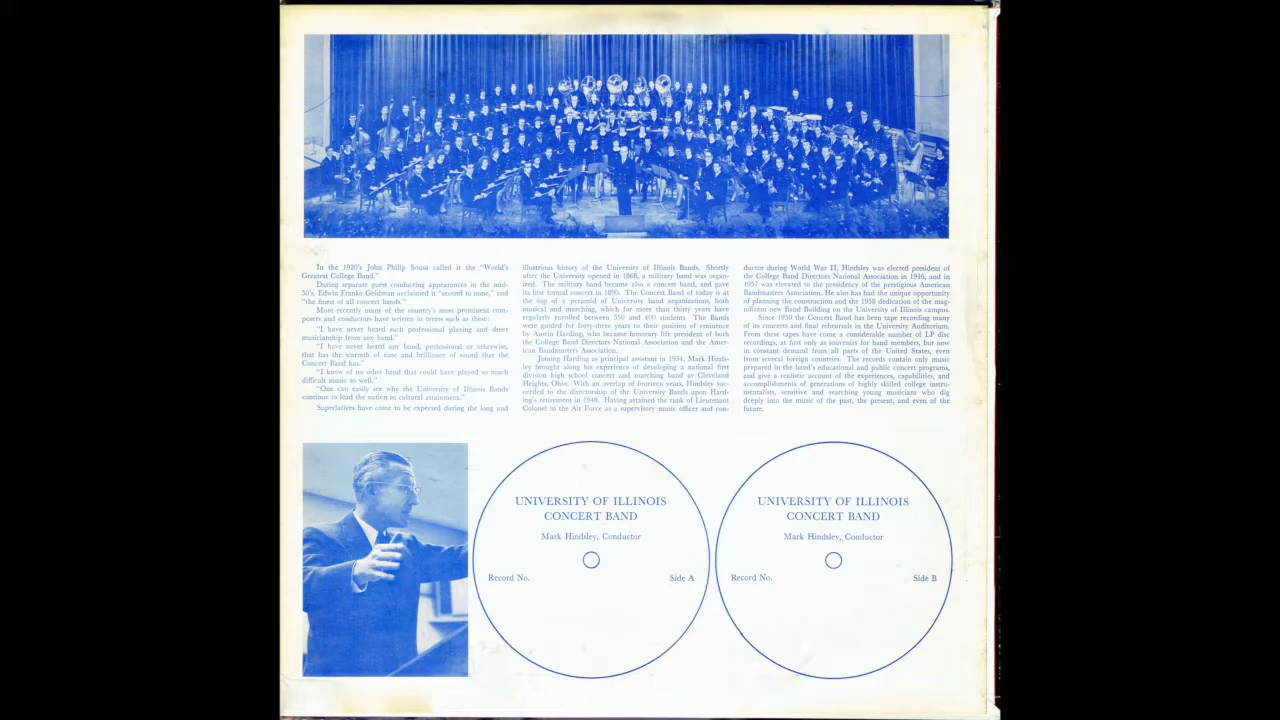 In the 1920's John Philip Sousa called it the "World's
Greatest College Band."
During separate guest conducting appearances in the mid-
50's, Edwin Franko Goldman acclaimed it "second to none," and
"the finest of all concert bands."
More recently many of the country's most prominent com-
posers and conductors have written in terms such as these:
"I have never heard such professional playing and sheer
musicianship from any band."
"I have never heard any band, professional or otherwise,
that has the warmth of tone and brilliance of sound that the
Concert Band has."
"I know of no other band that could have played so much
difficult music so well."
"One can easily see why the University of Illinois Bands
continue to lead the nation in cultural attainment."
Superlatives have come to be expected during the long and
illustrious history of the University of Illinois Bands. Shortly
after the University opened in 1868, a military band was organ-
ized. The military band became also a concert band, and gave
its first formal concert in 1890. The Concert Band of today is at
the top of a pyramid of University band organizations, both
musical and marching, which for more than thirty years have
regularly enrolled between 350 and 400 students. The Bands
were guided for forty-three years to their position of eminence
by Austin Harding, who became honorary life president of both
the College Band Directors National Association and the Amer-
ican Bandmasters Association.
Joining Harding as principal assistant in 1934, Mark Hinds-
ley brought along his experience of developing a national first
division high school concert and marching band at Cleveland
Heights, Ohio. With an overlap of fourteen years, Hindsley suc-
ceeded to the directorship of the University Bands upon Hard-
ing's retirement in 1948. Having attained the rank of Lieutenant
Colonel in the Air Force as a supervisory music officer and con-
ductor during World War II, Hindsley was elected president of
the College Band Directors National Association in 1946, and in
1957 was elevated to the presidency of the prestigious American
Bandmasters Association. He also has had the unique opportunity
of planning the construction and the 1958 dedication of the mag-
nificent new Band Building on the University of Illinois campus.
Since 1950 the Concert Band has been tape recording many
of its concerts and final rehearsals in the University Auditorium.
From these tapes have come a considerable number of LP disc
recordings, at first only as souvenirs for band members, but now
in constant demand from all parts of the United States, even
from several foreign countries. The records contain only music
prepared in the band's educational and public concert programs,
and give a realistic account of the experiences, capabilities, and
accomplishments of generations of highly skilled college instru-
mentalists, sensitive and searching young musicians who dig
deeply into the music of the past, the present, and even of the
future.
UNIVERSITY OF ILLINOIS
CONCERT BAND
Mark Hindsley, Conductor
Record No. Side A
UNIVERSITY OF ILLINOIS
CONCERT BAND
Mark Hindsley, Conductor
Record No. Side B